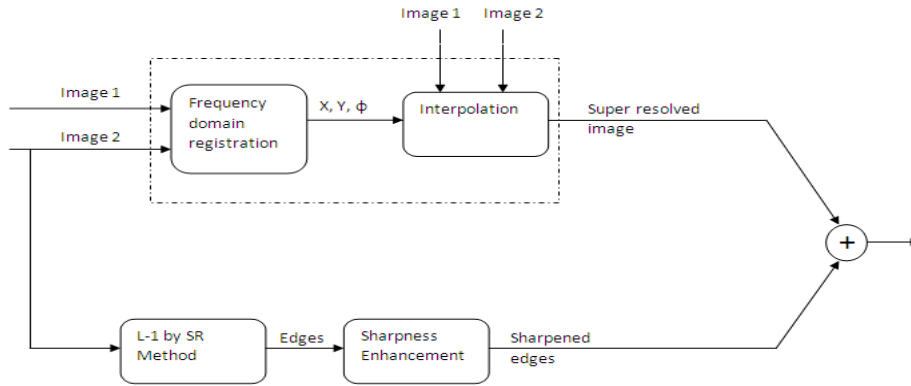 Image 1
Image 2
Image 1
Image 2
Frequency
domain
registration
X, Y, ф
Interpolation
Super resolved
image
+
L-1 by SR
Method
Edges
Sharpness
Enhancement
Sharpened
edges